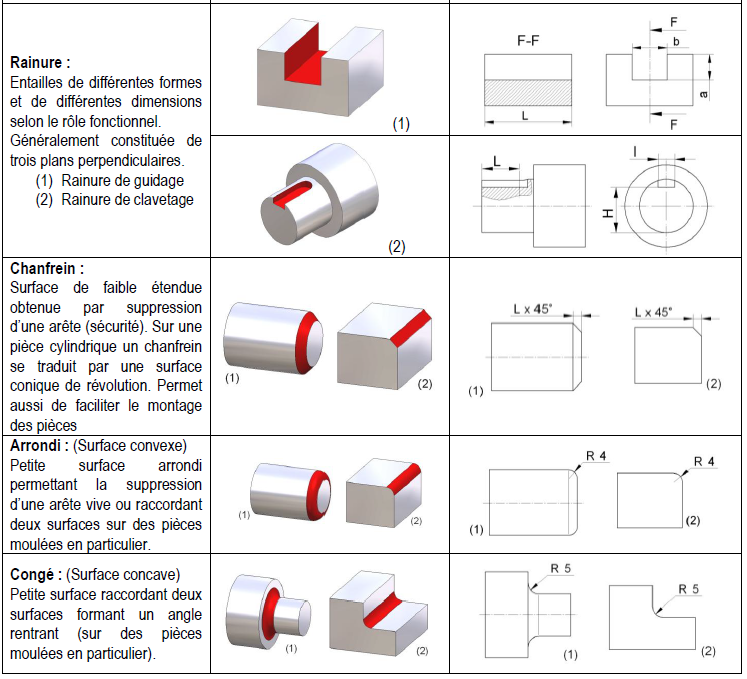 Rainure :
Entailles de différentes formes
et de différentes dimensions
selon le rôle fonctionnel.
Généralement constituée de
trois plans perpendiculaires.
(1) Rainure de guidage
(2) Rainure de clavetage
(1)
F-F
L
F
b
a
F
(2)
L
l
H
Chanfrein :
Surface de faible étendue
obtenue par suppression
d'une arête (sécurité). Sur une
pièce cylindrique un chanfrein
se traduit par une surface
conique de révolution. Permet
aussi de faciliter le montage
des pièces
(1)
(2)
L x 45°
(1)
L x 45°
(2)
Arrondi : (Surface convexe)
Petite surface arrondi
permettant la suppression
d'une arête vive ou raccordant
deux surfaces sur des pièces
moulées en particulier.
(1)
(2)
R 4
(1)
R 4
(2)
Congé : (Surface concave)
Petite surface raccordant deux
surfaces formant un angle
rentrant (sur des pièces
moulées en particulier).
(1)
(2)
R 5
(1)
R 5
(2)